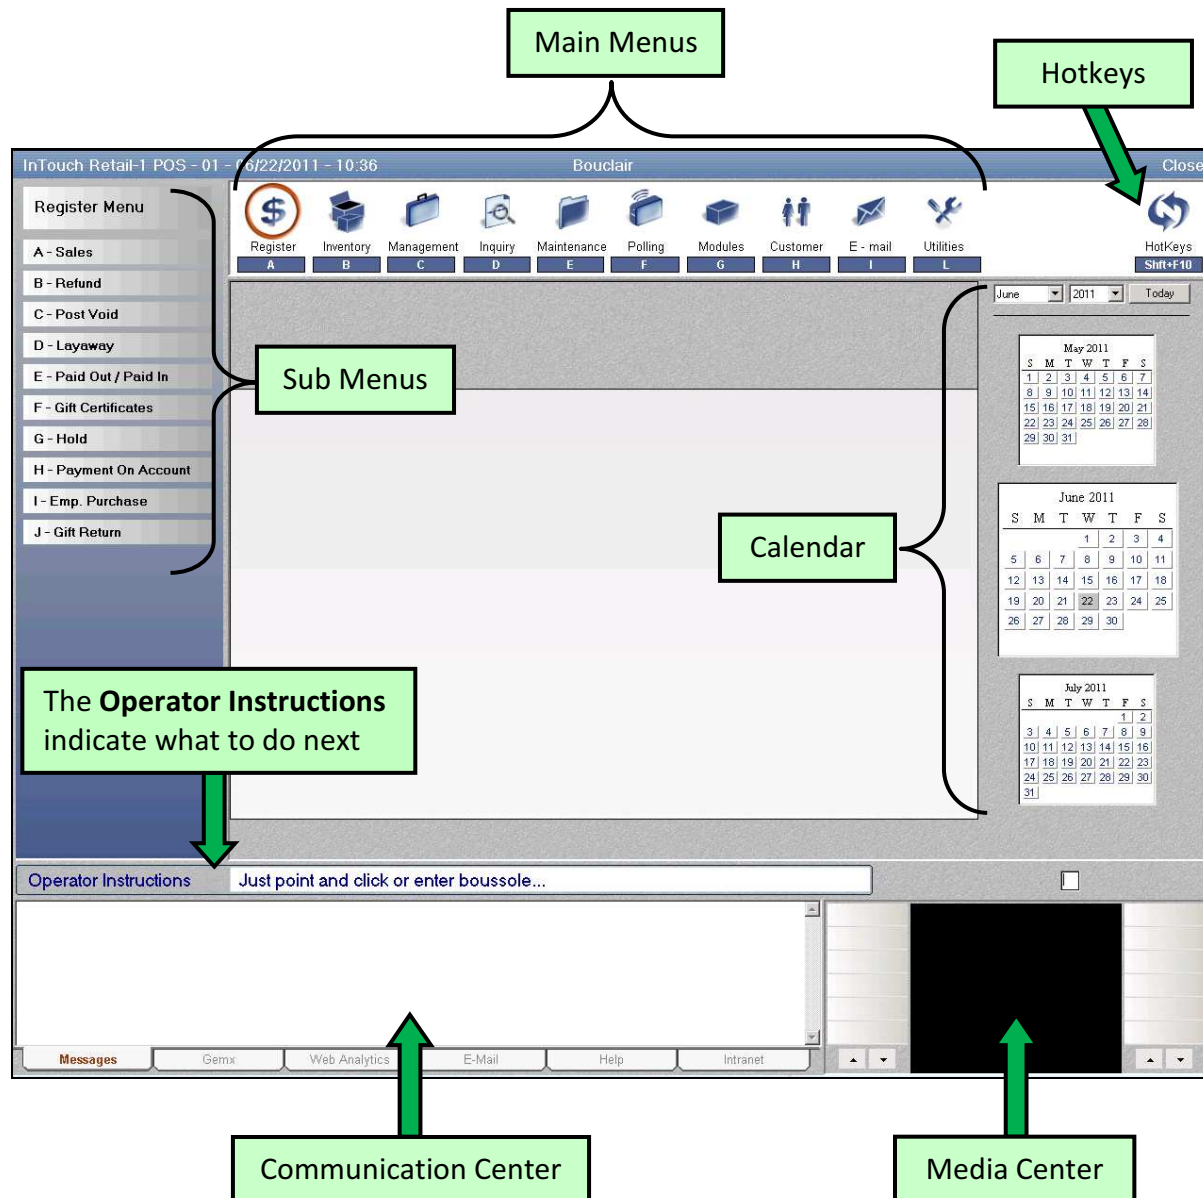 Main Menus
Hotkeys
InTouch Retail-1 POS - 01 - 06/22/2011 - 10:36 Bouclair Close
Register Menu
A - Sales
B - Refund
C - Post Void
D - Layaway
E - Paid Out / Paid In
F - Gift Certificates
G - Hold
H - Payment On Account
I - Emp. Purchase
J - Gift Return
Register Inventory Management Inquiry Maintenance Polling Modules Customer E - mail Utilities HotKeys
A B C D E F G H I L Shft+F10
Sub Menus
Calendar
June 2011 Today
May 2011
S M T W T F S
1 2 3 4 5 6 7
8 9 10 11 12 13 14
15 16 17 18 19 20 21
22 23 24 25 26 27 28
29 30 31
June 2011
S M T W T F S
1 2 3 4
5 6 7 8 9 10 11
12 13 14 15 16 17 18
19 20 21 22 23 24 25
26 27 28 29 30
July 2011
S M T W T F S
1 2
3 4 5 6 7 8 9
10 11 12 13 14 15 16
17 18 19 20 21 22 23
24 25 26 27 28 29 30
31
The Operator Instructions
indicate what to do next
Operator Instructions Just point and click or enter boussole...
Messages Gemx Web Analytics E-Mail Help Intranet
Communication Center
Media Center